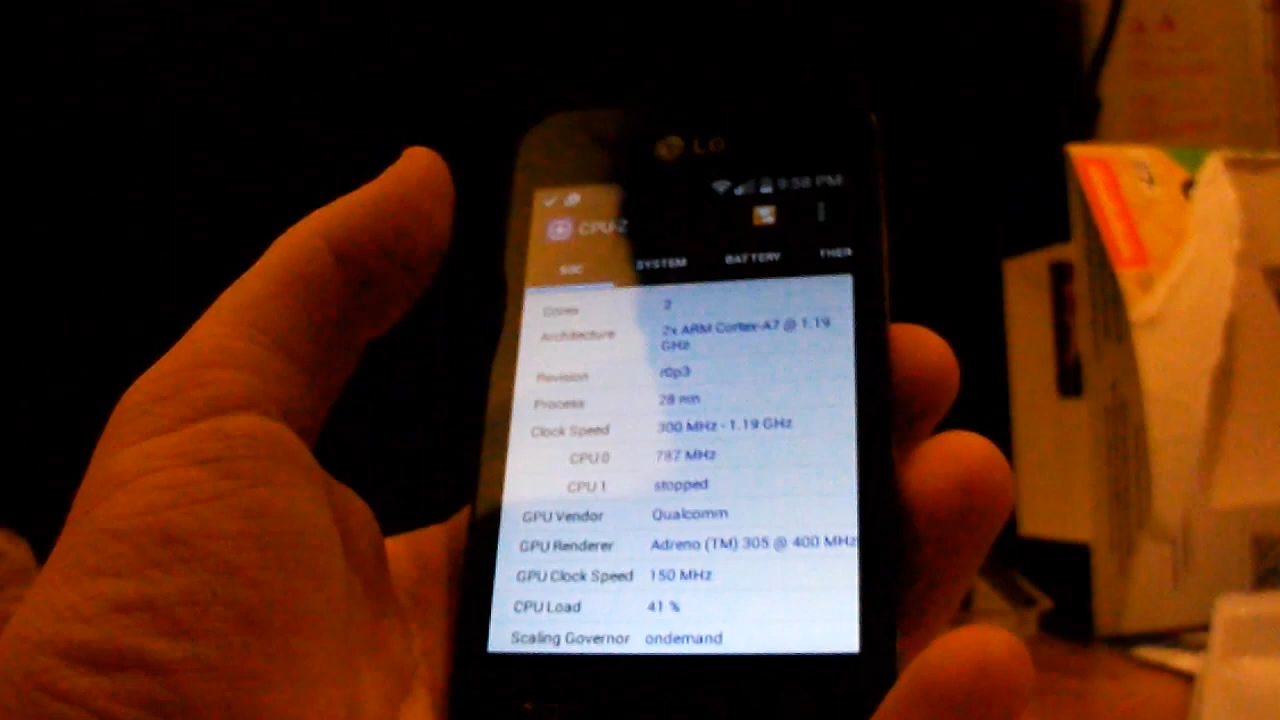 LG
9:58 PM
CPU-Z
SOC SYSTEM BATTERY THER
Cores 2
Architecture 2x ARM Cortex-A7 @ 1.19
GHz
Revision r0p3
Process 28 nm
Clock Speed 300 MHz - 1.19 GHz
CPU 0 787 MHz
CPU 1 stopped
GPU Vendor Qualcomm
GPU Renderer Adreno (TM) 305 @ 400 MHz
GPU Clock Speed 150 MHz
CPU Load 41 %
Scaling Governor ondemand